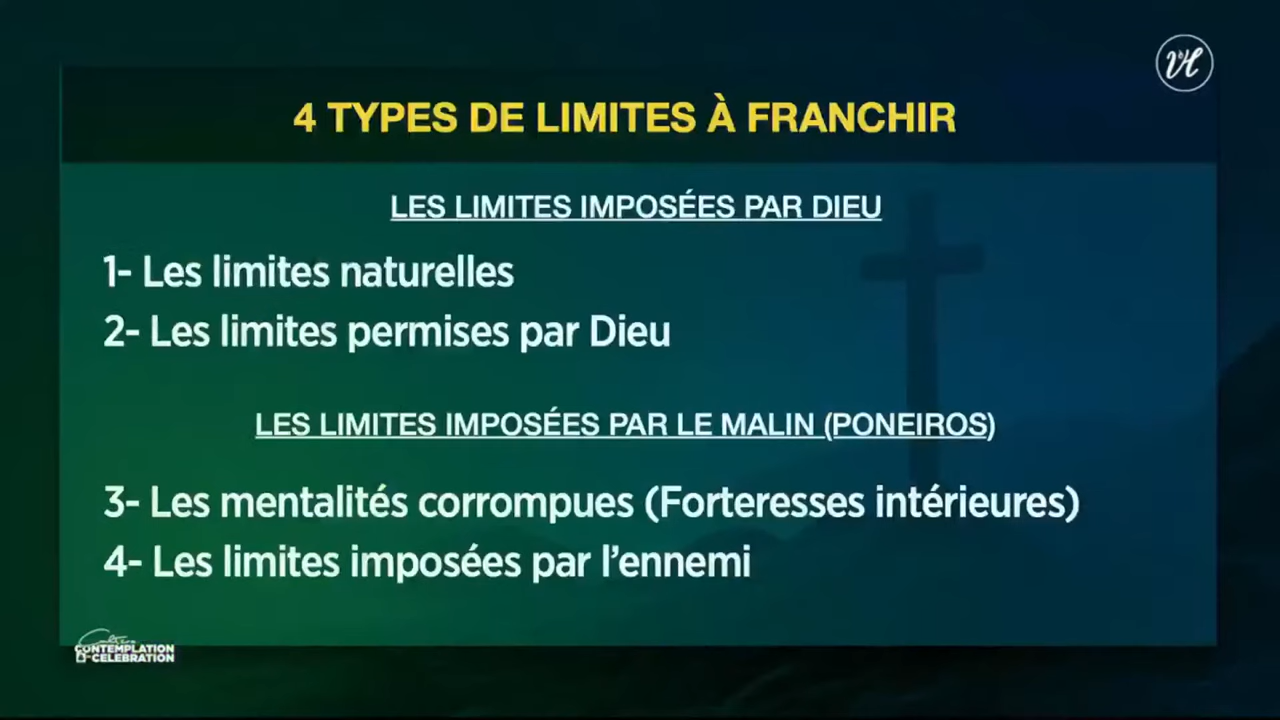 4 TYPES DE LIMITES À FRANCHIR
LES LIMITES IMPOSÉES PAR DIEU
1- Les limites naturelles
2- Les limites permises par Dieu
LES LIMITES IMPOSÉES PAR LE MALIN (PONEIROS)
3- Les mentalités corrompues (Forteresses intérieures)
4- Les limites imposées par l’ennemi
CONTEMPLATION
CELEBRATION